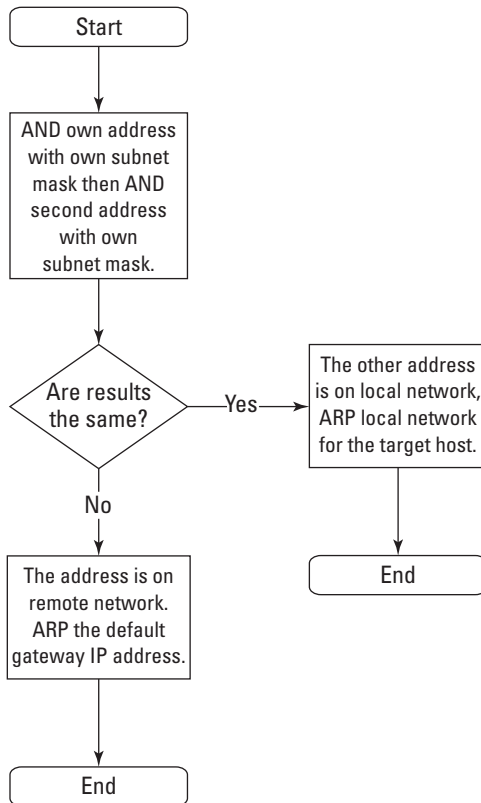 Start
AND own address
with own subnet
mask then AND
second address
with own
subnet mask.
Are results
the same?
Yes
The other address
is on local network,
ARP local network
for the target host.
End
No
The address is on
remote network.
ARP the default
gateway IP address.
End